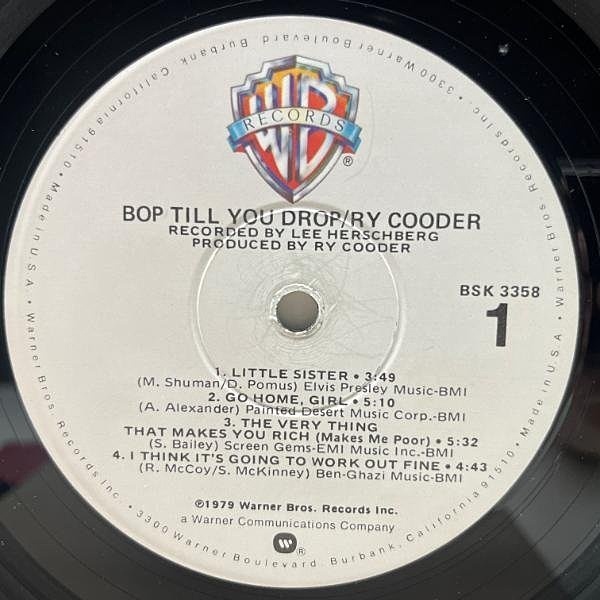 WB
RECORDS
®
BOP TILL YOU DROP/RY COODER
RECORDED BY LEE HERSCHBERG
PRODUCED BY RY COODER
BSK 3358
1
1. LITTLE SISTER • 3:49
(M. Shuman/D. Pomus) Elvis Presley Music-BMI
2. GO HOME, GIRL • 5:10
(A. Alexander) Painted Desert Music Corp.-BMI
3. THE VERY THING
THAT MAKES YOU RICH (Makes Me Poor) • 5:32
(S. Bailey) Screen Gems-EMI Music Inc.-BMI
4. I THINK IT'S GOING TO WORK OUT FINE • 4:43
(R. McCoy/S. McKinney) Ben-Ghazi Music-BMI
℗1979 Warner Bros. Records Inc.
a Warner Communications Company
W®
Warner Bros. Records Inc. • 3300 Warner Boulevard, Burbank, California 91510 • Made in U.S.A. • Warner Bros. Records Inc. • 3300 Warner Boulevard, Burbank, California 91510 • Made in U.S.A. •